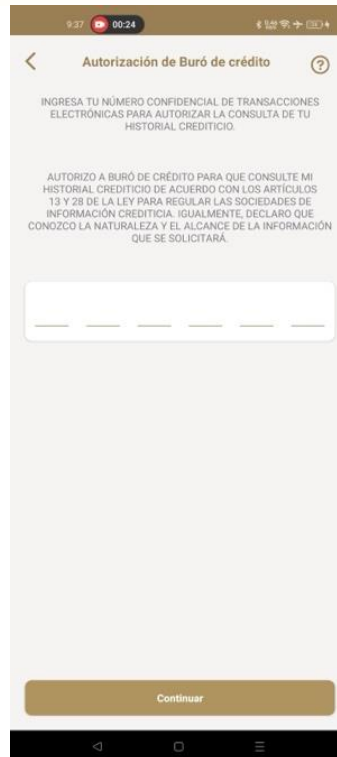 9:37 00:24
Autorización de Buró de crédito
INGRESA TU NÚMERO CONFIDENCIAL DE TRANSACCIONES
ELECTRÓNICAS PARA AUTORIZAR LA CONSULTA DE TU
HISTORIAL CREDITICIO.
AUTORIZO A BURÓ DE CRÉDITO PARA QUE CONSULTE MI
HISTORIAL CREDITICIO DE ACUERDO CON LOS ARTÍCULOS
13 Y 28 DE LA LEY PARA REGULAR LAS SOCIEDADES DE
INFORMACIÓN CREDITICIA. IGUALMENTE, DECLARO QUE
CONOZCO LA NATURALEZA Y EL ALCANCE DE LA INFORMACIÓN
QUE SE SOLICITARÁ.
Continuar